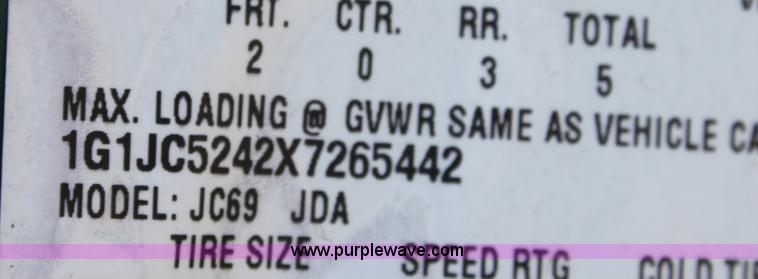 FRT. CTR. RR. TOTAL
2 0 3 5
MAX. LOADING @ GVWR SAME AS VEHICLE
1G1JC5242X7265442
MODEL: JC69 JDA
TIRE SIZE SPEED RTG COLD
www.purplewave.com